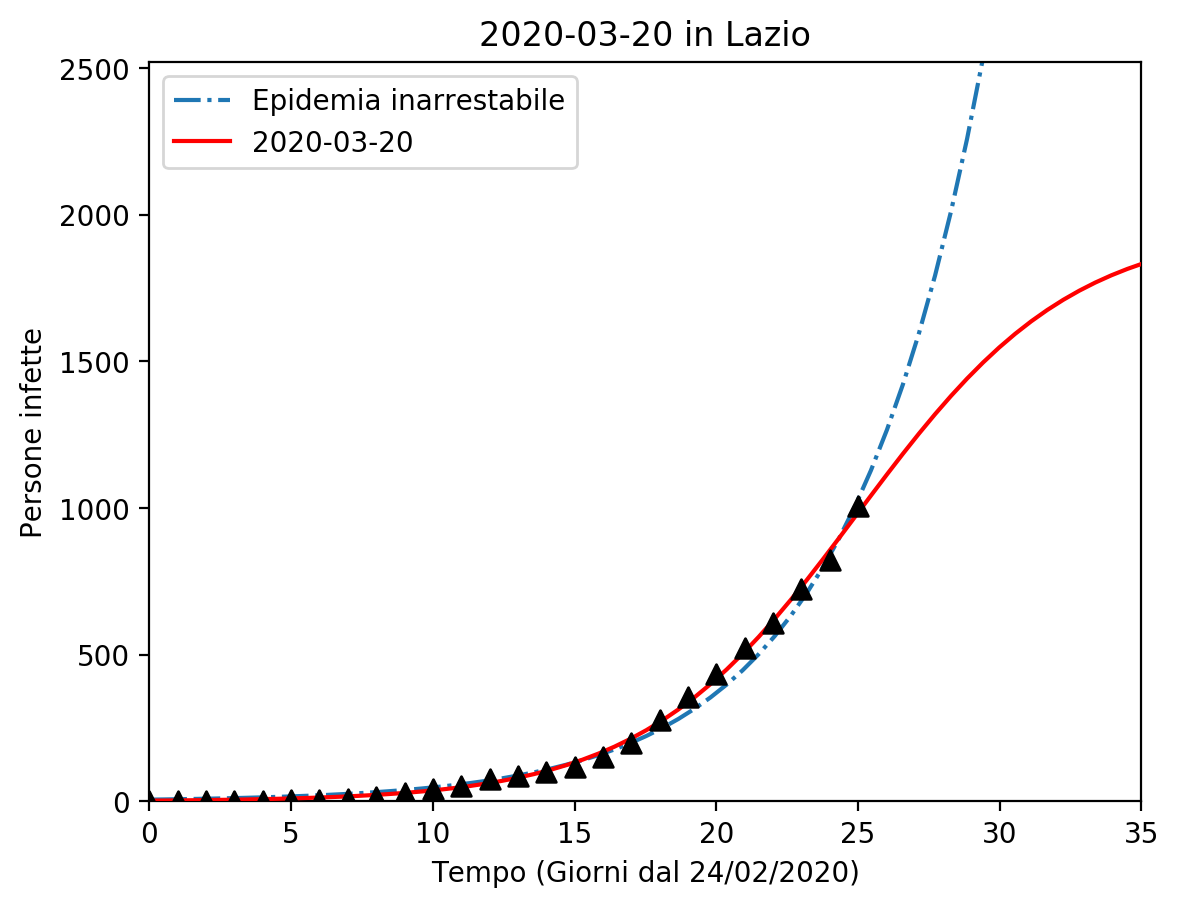 2020-03-20 in Lazio
Epidemia inarrestabile
2020-03-20
2500
2000
1500
1000
500
0
Persone infette
0 5 10 15 20 25 30 35
Tempo (Giorni dal 24/02/2020)